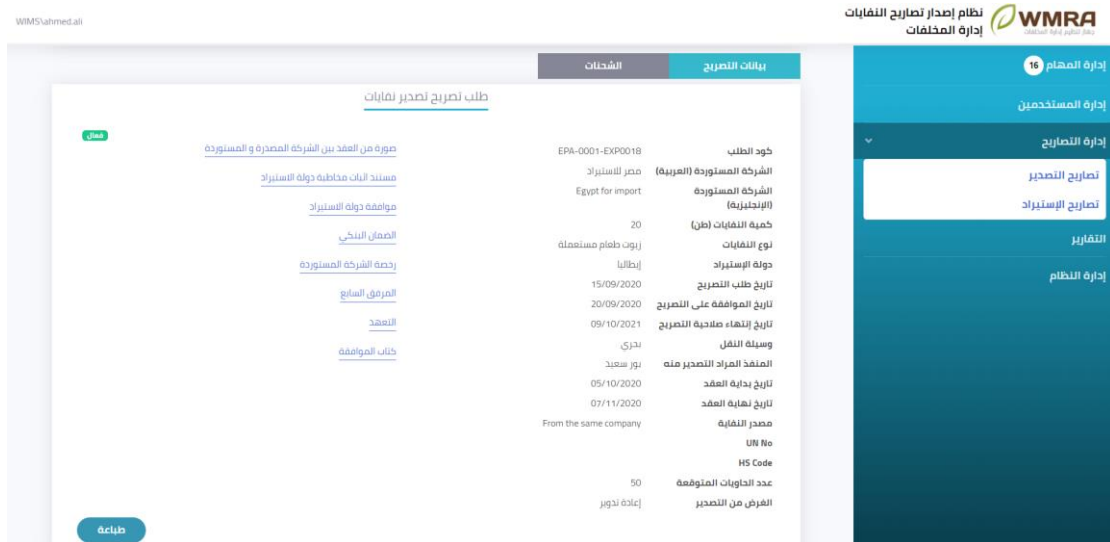 WIMS\ahmed.ali
نظام إصدار تصاريح النفايات
إدارة المخلفات
WMRA
جهاز تنظيم إدارة المخلفات
إدارة المهام 16
إدارة المستخدمين
إدارة التصاريح
تصاريح التصدير
تصاريح الإستيراد
التقارير
إدارة النظام
بيانات التصريح
الشحنات
طلب تصريح تصدير نفايات
فعال
كود الطلب EPA-0001-EXP0018
الشركة المستوردة (العربية) مصر للاستيراد
الشركة المستوردة Egypt for import
(الإنجليزية)
كمية النفايات (طن) 20
نوع النفايات زيوت طعام مستعملة
دولة الإستيراد إيطاليا
تاريخ طلب التصريح 15/09/2020
تاريخ الموافقة على التصريح 20/09/2020
تاريخ إنتهاء صلاحية التصريح 09/10/2021
وسيلة النقل بحري
المنفذ المراد التصدير منه بور سعيد
تاريخ بداية العقد 05/10/2020
تاريخ نهاية العقد 07/11/2020
مصدر النفاية From the same company
UN No
HS Code
عدد الحاويات المتوقعة 50
الغرض من التصدير إعادة تدوير
صورة من العقد بين الشركة المصدرة و المستوردة
مستند اثبات مخاطبة دولة الاستيراد
موافقة دولة الاستيراد
الضمان البنكي
رخصة الشركة المستوردة
المرفق السابع
التعهد
كتاب الموافقة
طباعة